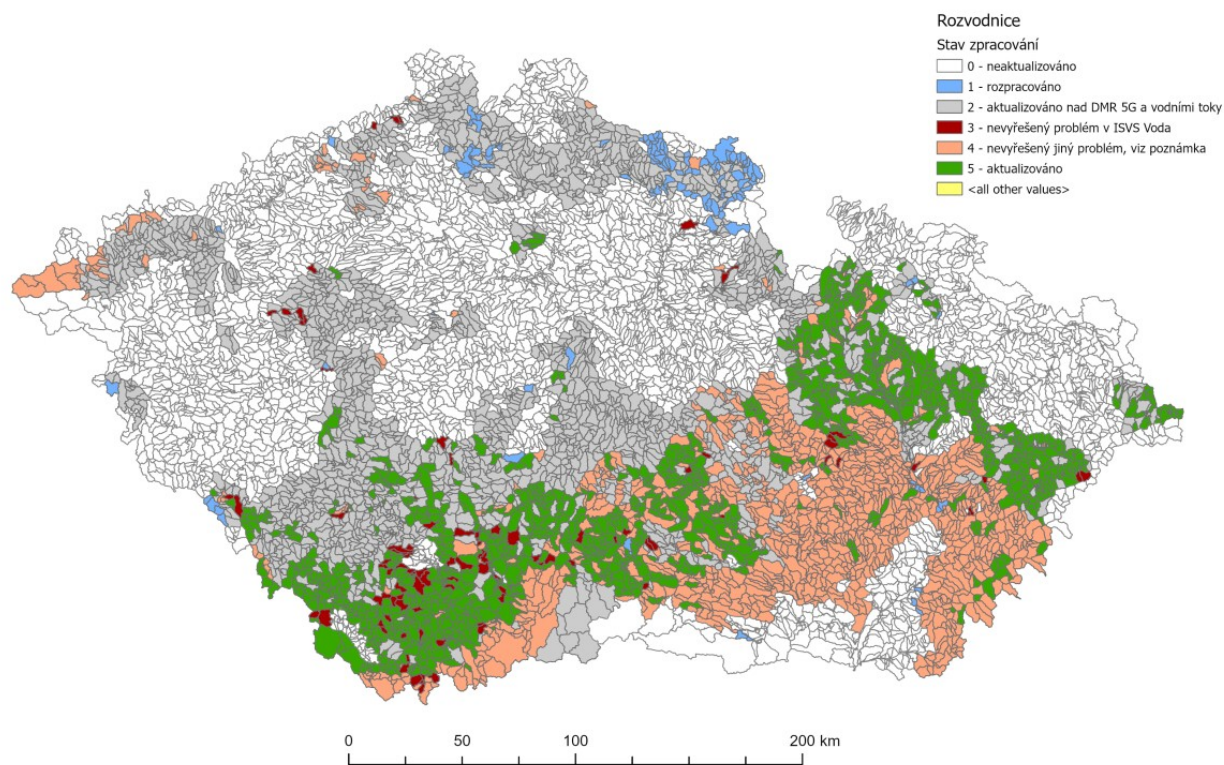 Rozvodnice
Stav zpracování
0 - neaktualizováno
1 - rozpracováno
2 - aktualizováno nad DMR 5G a vodními toky
3 - nevyřešený problém v ISVS Voda
4 - nevyřešený jiný problém, viz poznámka
5 - aktualizováno
<all other values>
0 50 100 200 km